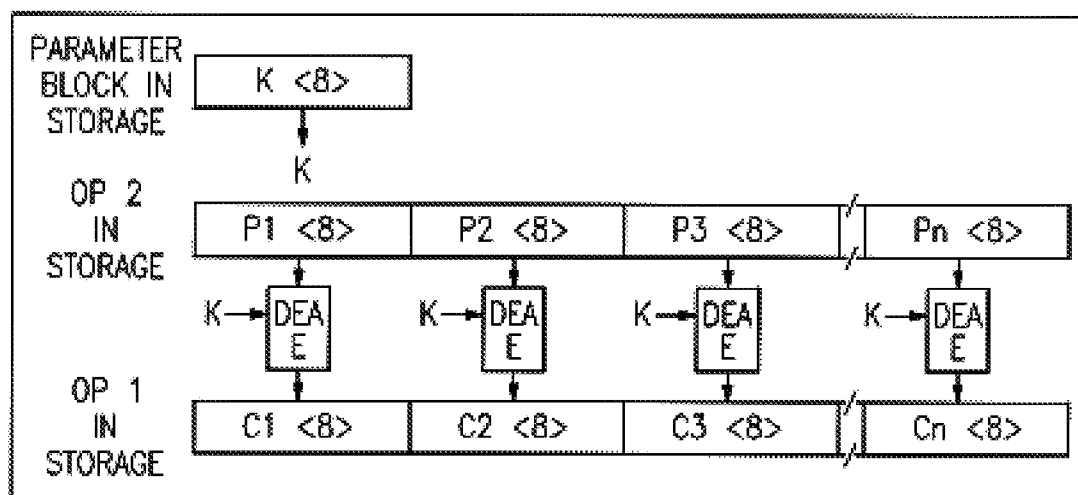 PARAMETER
BLOCK IN
STORAGE
K <8>
K
OP 2
IN
STORAGE
P1 <8> P2 <8> P3 <8> Pn <8>
K DEA K DEA K DEA K DEA
E E E E
OP 1
IN
STORAGE
C1 <8> C2 <8> C3 <8> Cn <8>